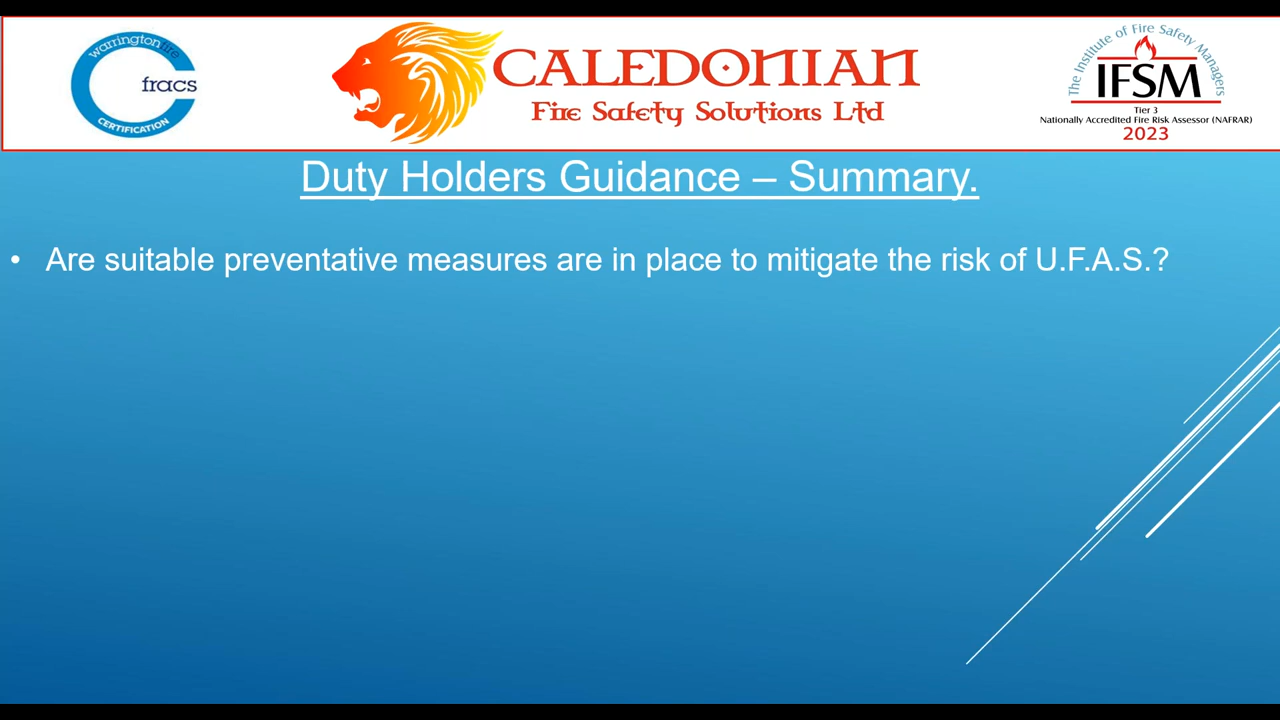 warringtonfire
fracs
CERTIFICATION
CALEDONIAN
Fire Safety Solutions Ltd
The Institute of Fire Safety Managers
IFSM
Tier 3
Nationally Accredited Fire Risk Assessor (NAFRAR)
2023
Duty Holders Guidance – Summary.
• Are suitable preventative measures are in place to mitigate the risk of U.F.A.S.?